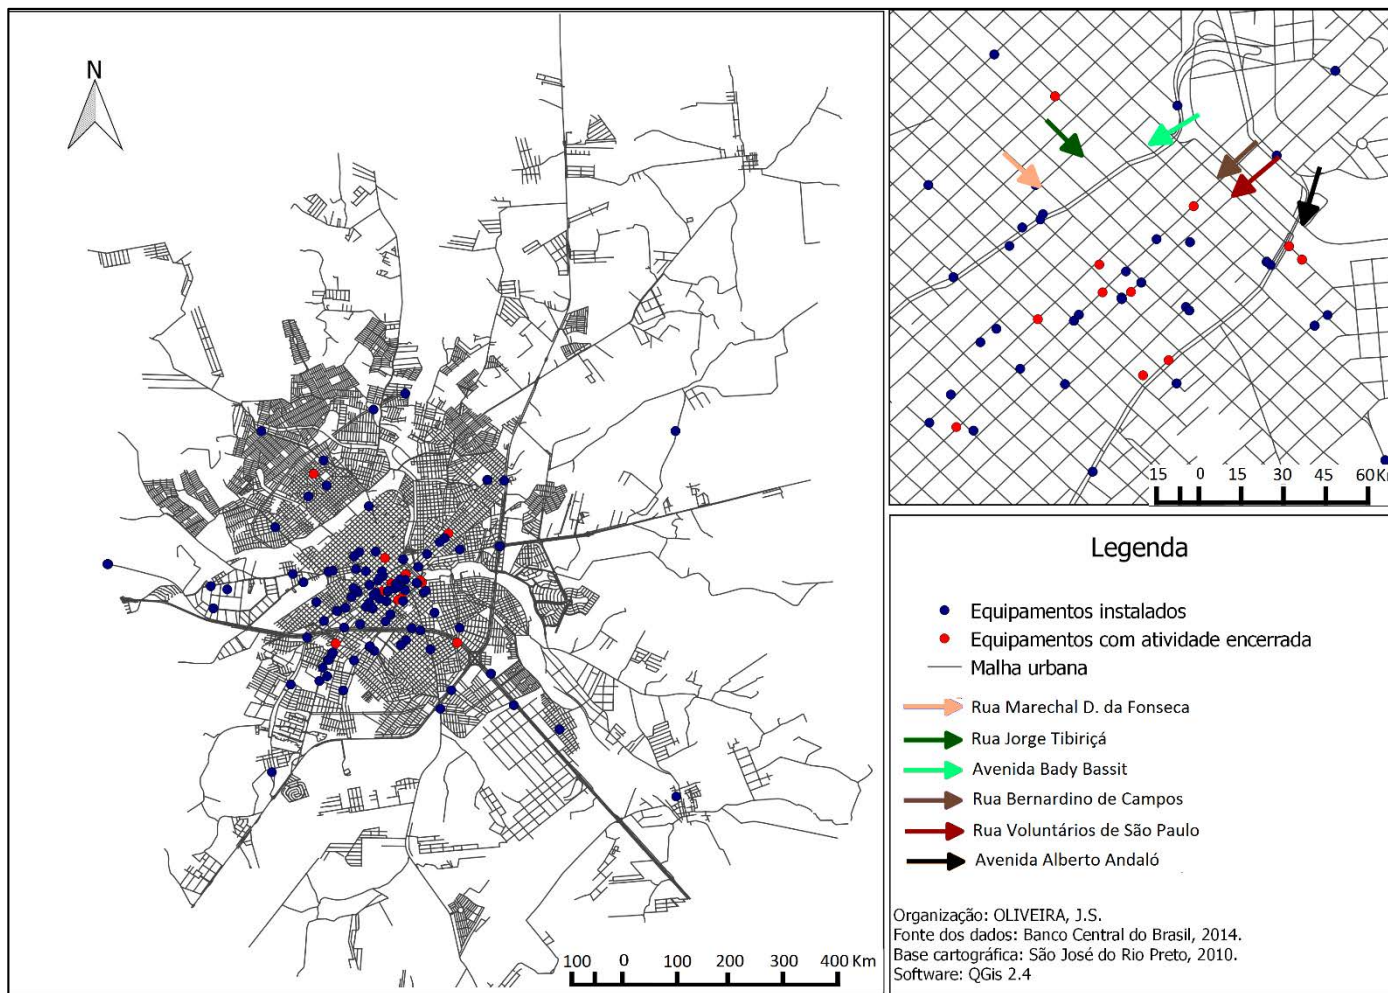 N
100 0 100 200 300 400 Km
15 0 15 30 45 60 Km
Legenda
Equipamentos instalados
Equipamentos com atividade encerrada
Malha urbana
Rua Marechal D. da Fonseca
Rua Jorge Tibiriçá
Avenida Bady Bassit
Rua Bernardino de Campos
Rua Voluntários de São Paulo
Avenida Alberto Andaló
Organização: OLIVEIRA, J.S.
Fonte dos dados: Banco Central do Brasil, 2014.
Base cartográfica: São José do Rio Preto, 2010.
Software: QGis 2.4